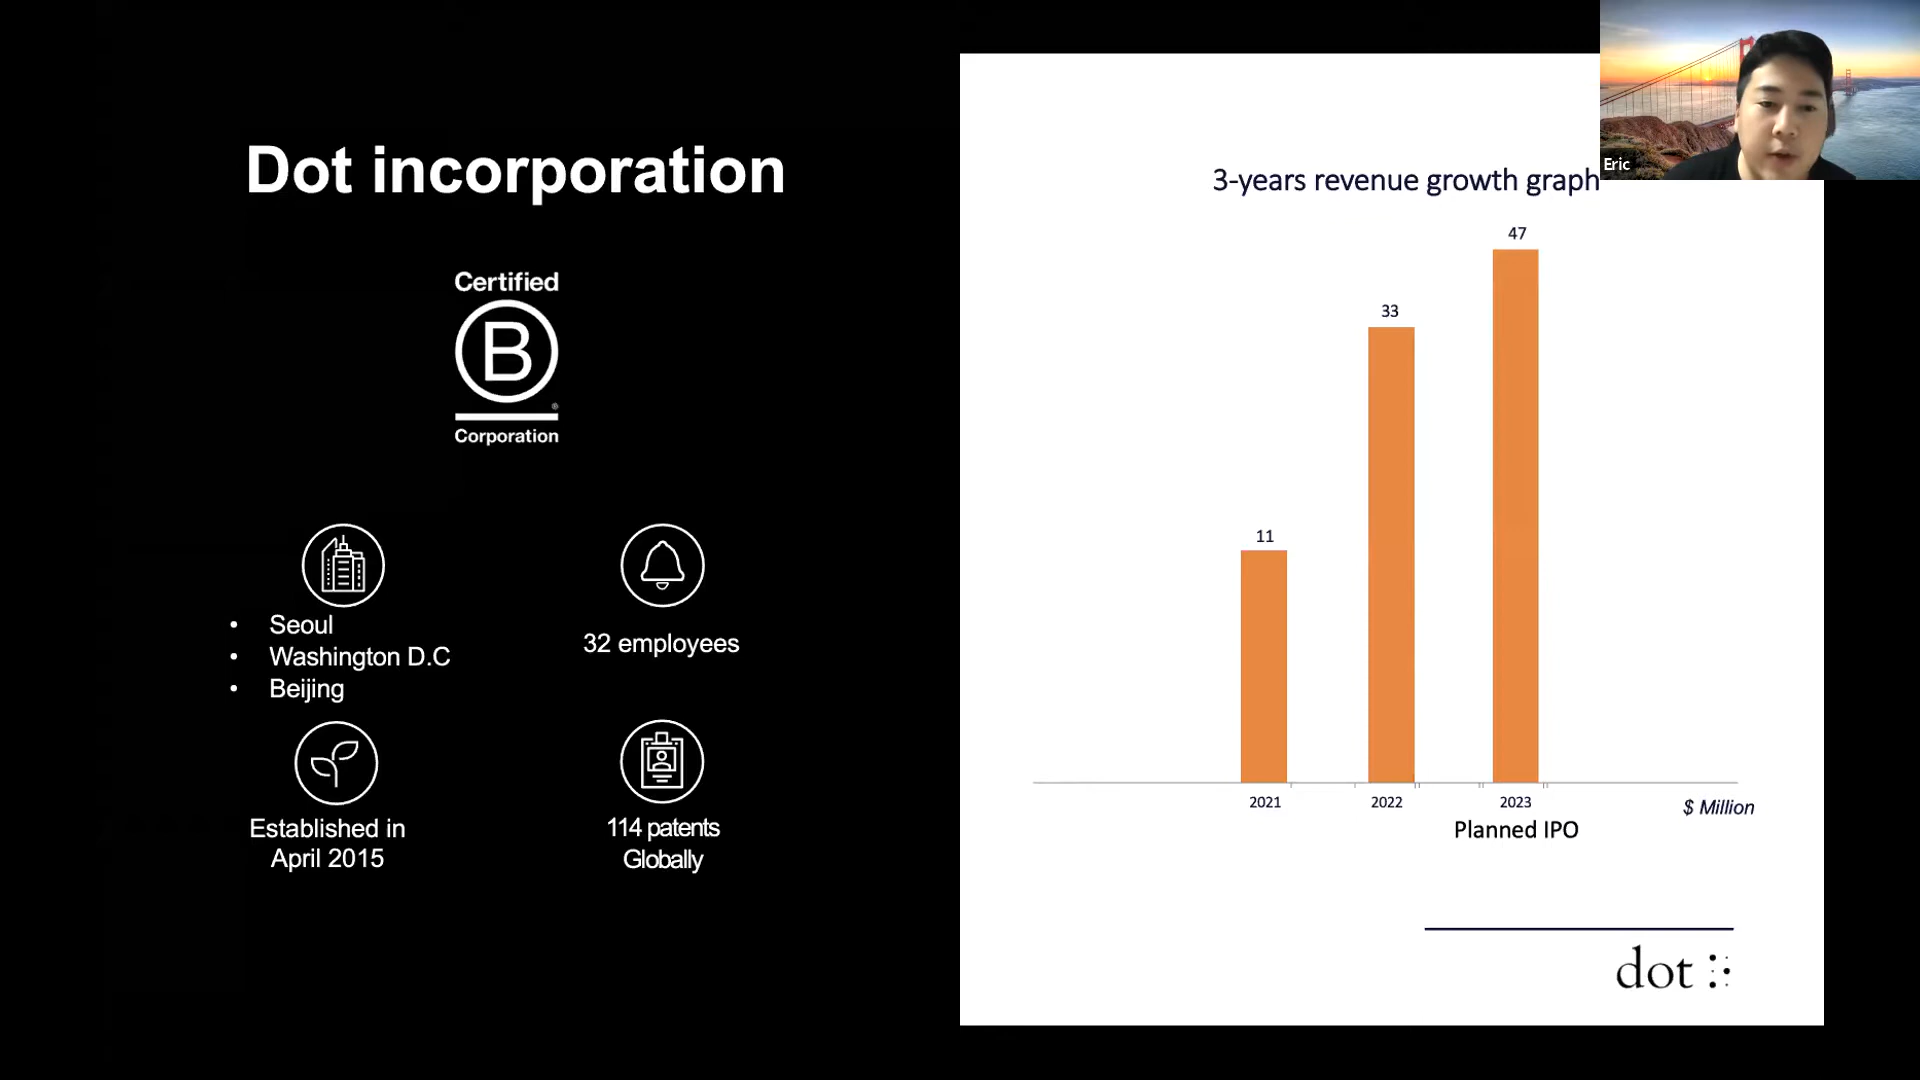 Dot incorporation
Certified
B
®
Corporation
• Seoul
• Washington D.C
• Beijing
32 employees
Established in
April 2015
114 patents
Globally
3-years revenue growth graph
47
33
11
2021
2022
2023
$ Million
Planned IPO
dot
Eric